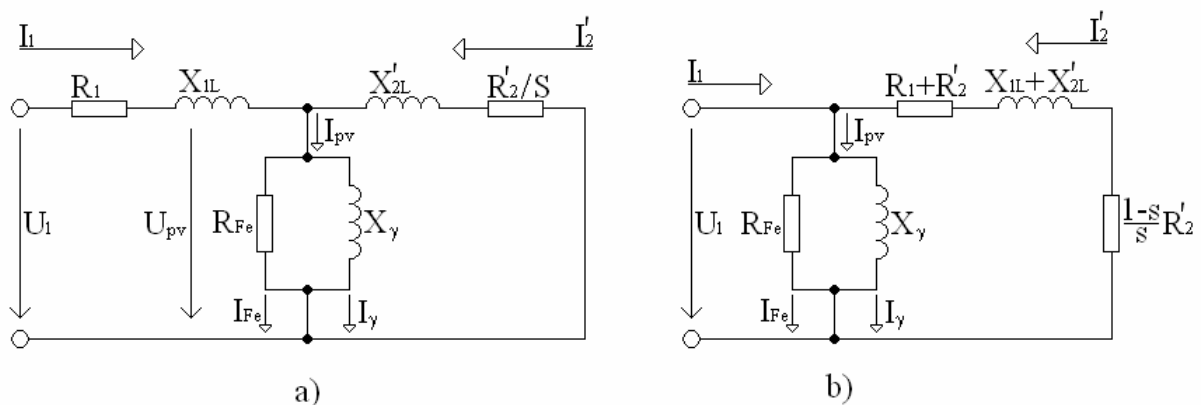 I1
I'2
R1
X1L
X'2L
R'2/S
Ipv
U1
Upv
RFe
Xγ
IFe
Iγ
a)
I'2
I1
R1+R'2
X1L+X'2L
Ipv
U1
RFe
Xγ
1-s/s R'2
IFe
Iγ
b)